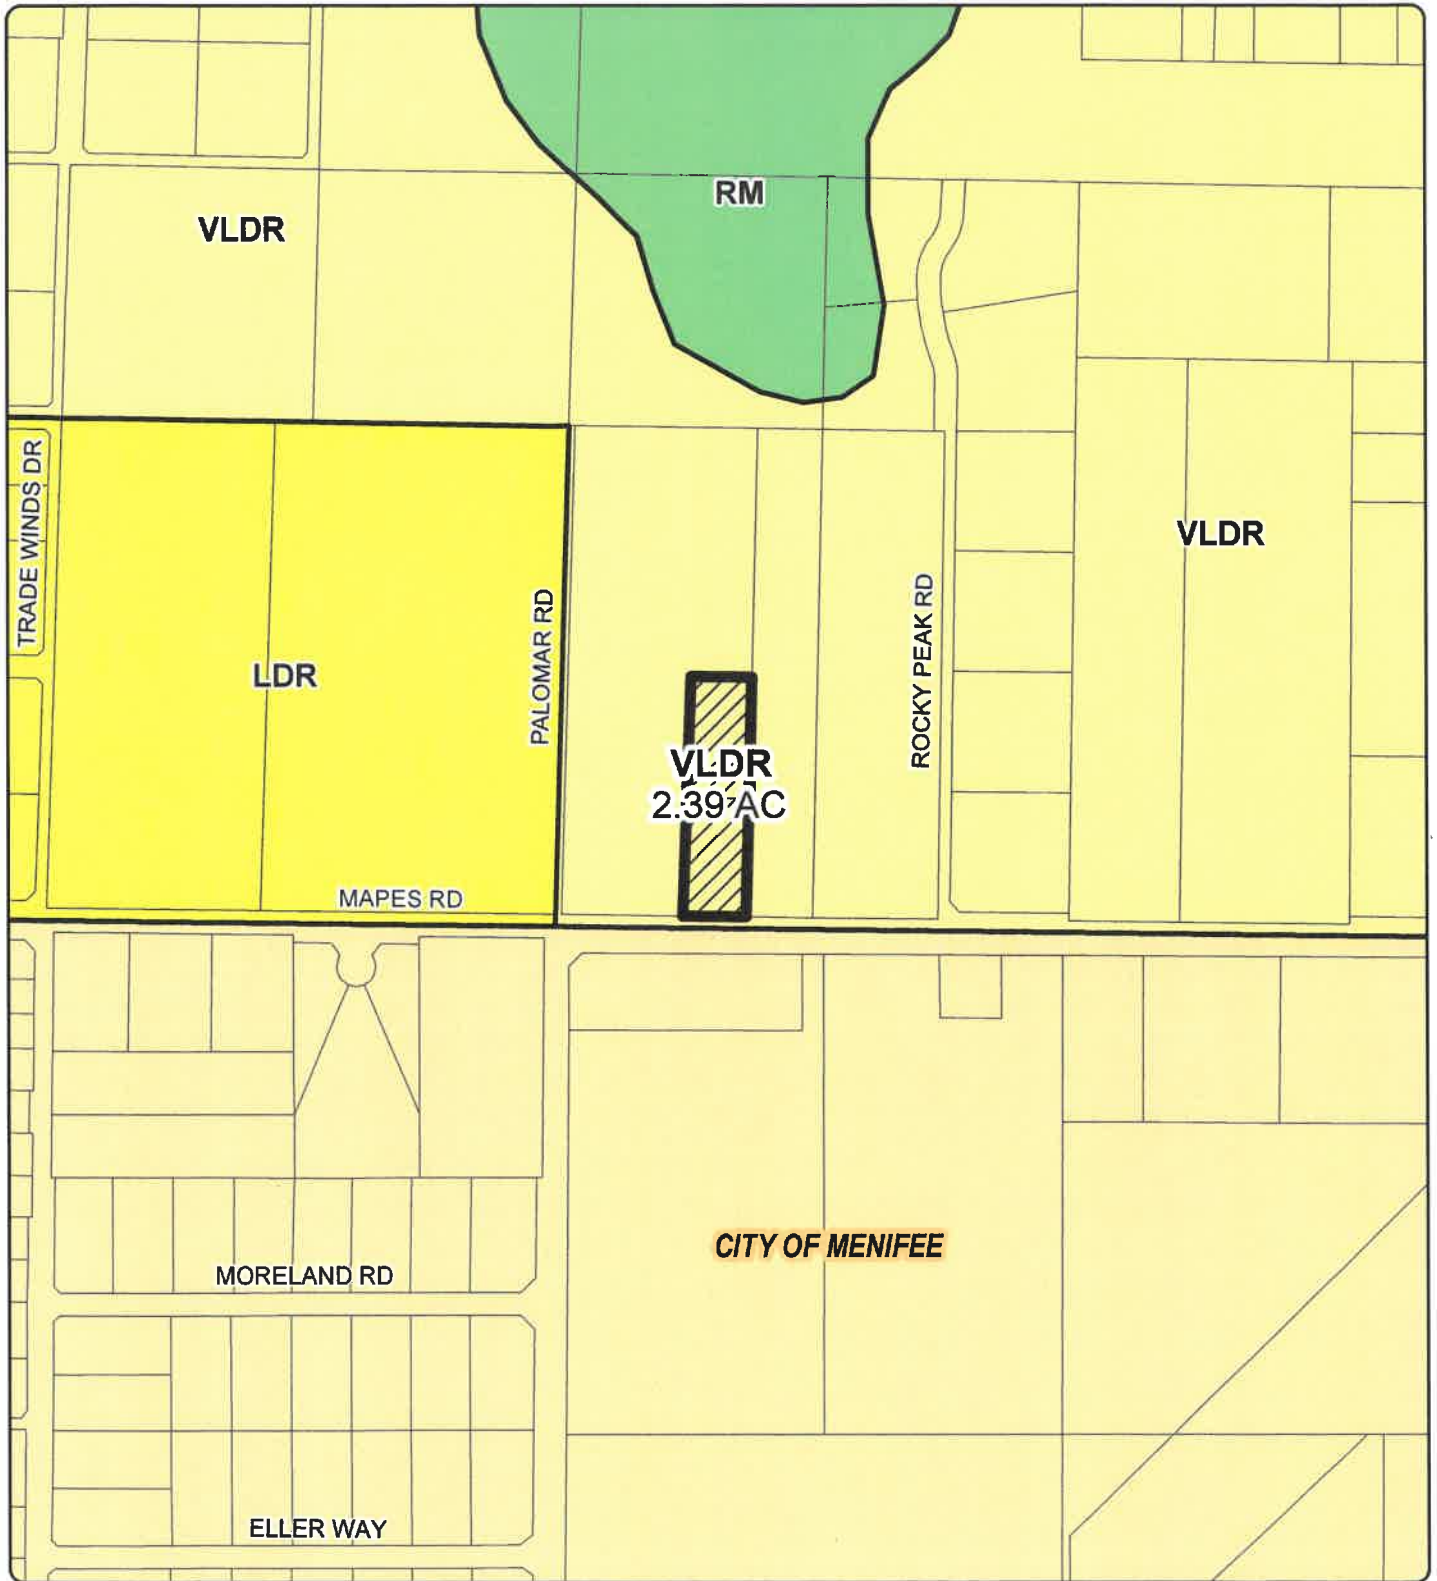 RM
VLDR
TRADE WINDS DR
VLDR
PALOMAR RD
ROCKY PEAK RD
LDR
VLDR
2.39 AC
MAPES RD
CITY OF MENIFEE
MORELAND RD
ELLER WAY